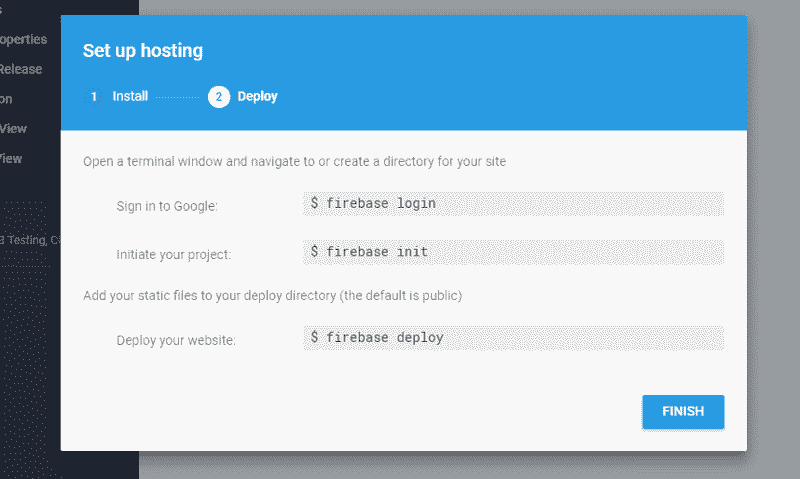 Set up hosting
1 Install 2 Deploy
Open a terminal window and navigate to or create a directory for your site
Sign in to Google: $ firebase login
Initiate your project: $ firebase init
Add your static files to your deploy directory (the default is public)
Deploy your website: $ firebase deploy
FINISH
operties
Release
on
View
View
Testing, C